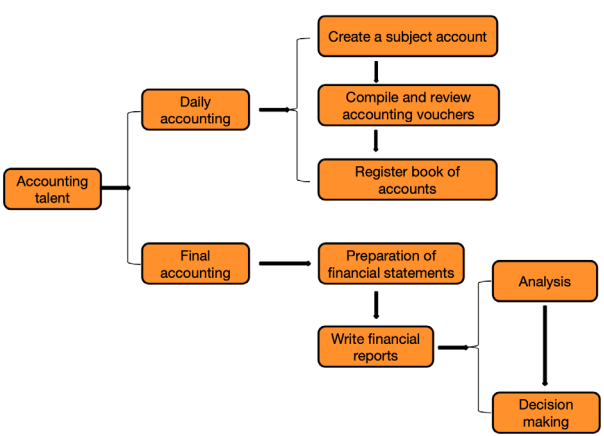 Create a subject account
Daily
accounting
Compile and review
accounting vouchers
Register book of
accounts
Accounting
talent
Final
accounting
Preparation of
financial statements
Analysis
Write financial
reports
Decision
making